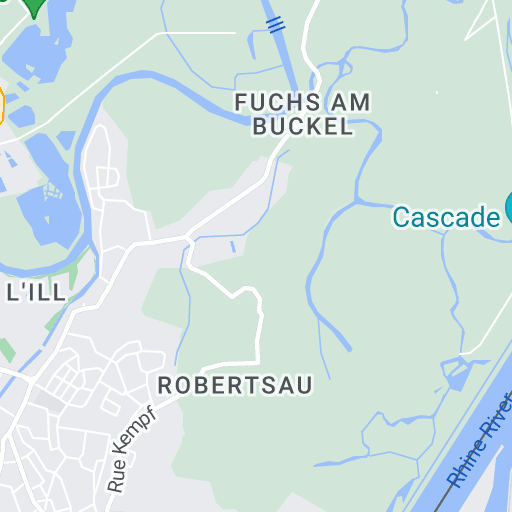 FUCHS AM
BUCKEL
Cascade
L'ILL
ROBERTSAU
Rue Kempf
Rhine River